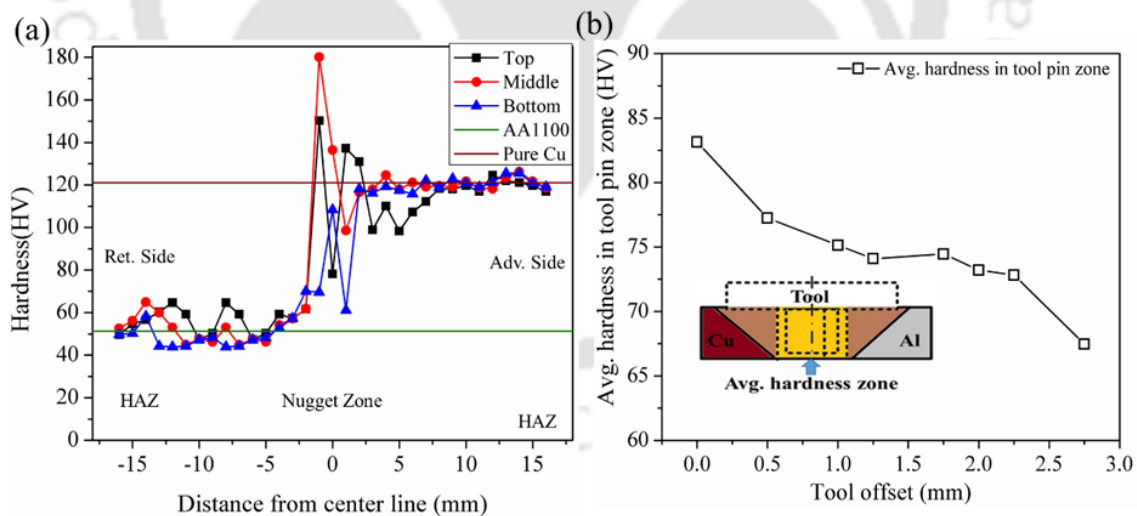 (a)
Hardness(HV)
180
160
140
120
100
80
60
40
20
0
Top
Middle
Bottom
AA1100
Pure Cu
Ret. Side
Adv. Side
HAZ
Nugget Zone
HAZ
-15
-10
-5
0
5
10
15
Distance from center line (mm)
(b)
Avg. hardness in tool pin zone (HV)
90
85
80
75
70
65
60
Avg. hardness in tool pin zone
Tool
Cu
Al
Avg. hardness zone
0.0
0.5
1.0
1.5
2.0
2.5
3.0
Tool offset (mm)